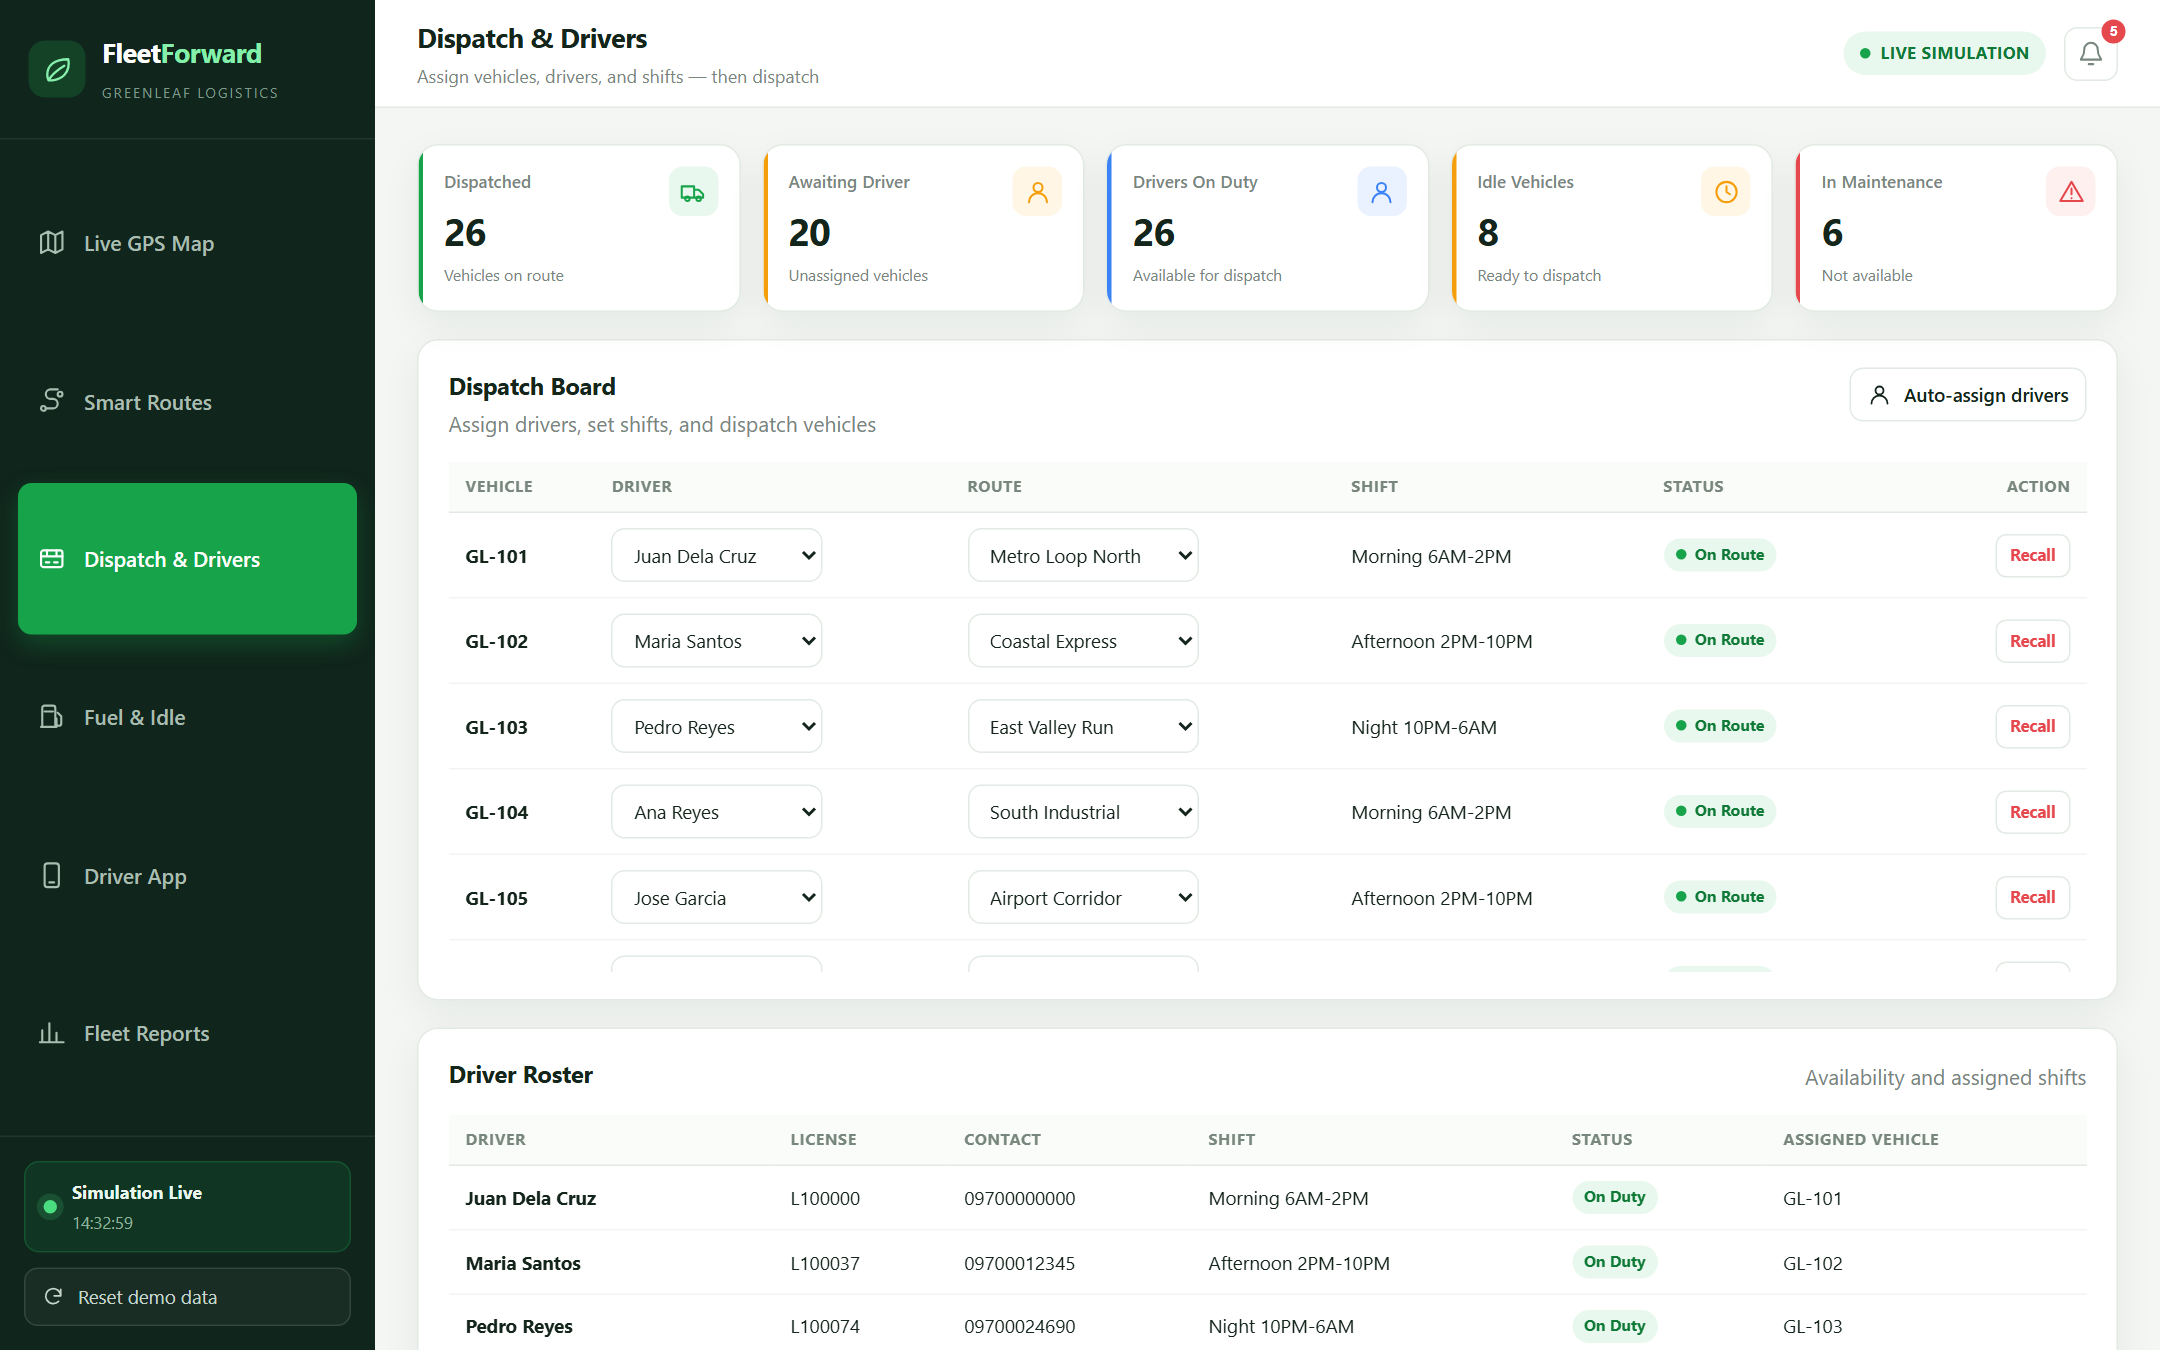 FleetForward
GREENLEAF LOGISTICS
Live GPS Map
Smart Routes
Dispatch & Drivers
Fuel & Idle
Driver App
Fleet Reports
Simulation Live
14:32:59
Reset demo data
Dispatch & Drivers
Assign vehicles, drivers, and shifts — then dispatch
LIVE SIMULATION
5
Dispatched
26
Vehicles on route
Awaiting Driver
20
Unassigned vehicles
Drivers On Duty
26
Available for dispatch
Idle Vehicles
8
Ready to dispatch
In Maintenance
6
Not available
Dispatch Board
Assign drivers, set shifts, and dispatch vehicles
Auto-assign drivers
VEHICLE DRIVER ROUTE SHIFT STATUS ACTION
GL-101 Juan Dela Cruz Metro Loop North Morning 6AM-2PM On Route Recall
GL-102 Maria Santos Coastal Express Afternoon 2PM-10PM On Route Recall
GL-103 Pedro Reyes East Valley Run Night 10PM-6AM On Route Recall
GL-104 Ana Reyes South Industrial Morning 6AM-2PM On Route Recall
GL-105 Jose Garcia Airport Corridor Afternoon 2PM-10PM On Route Recall
Driver Roster
Availability and assigned shifts
DRIVER LICENSE CONTACT SHIFT STATUS ASSIGNED VEHICLE
Juan Dela Cruz L100000 09700000000 Morning 6AM-2PM On Duty GL-101
Maria Santos L100037 09700012345 Afternoon 2PM-10PM On Duty GL-102
Pedro Reyes L100074 09700024690 Night 10PM-6AM On Duty GL-103